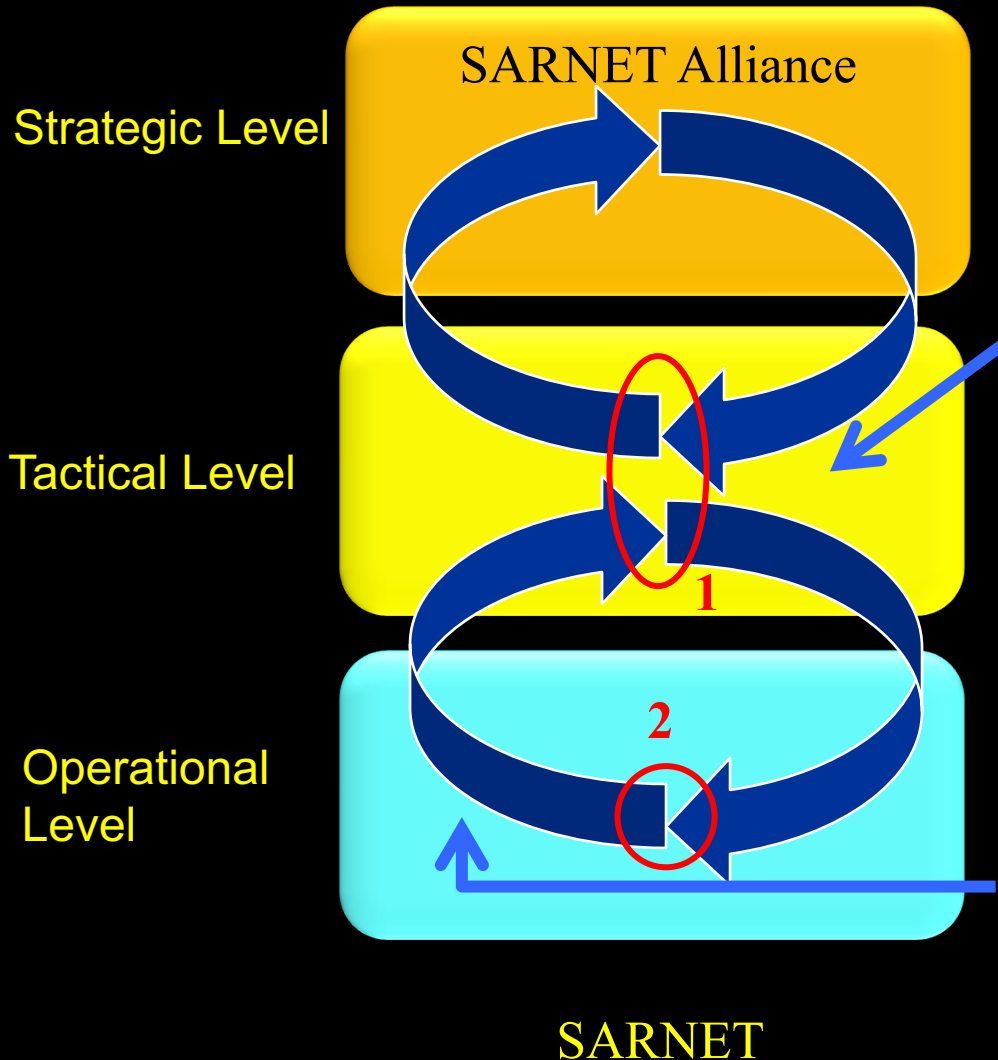 SARNET Alliance
Strategic Level
Tactical Level
1
2
Operational
Level
SARNET